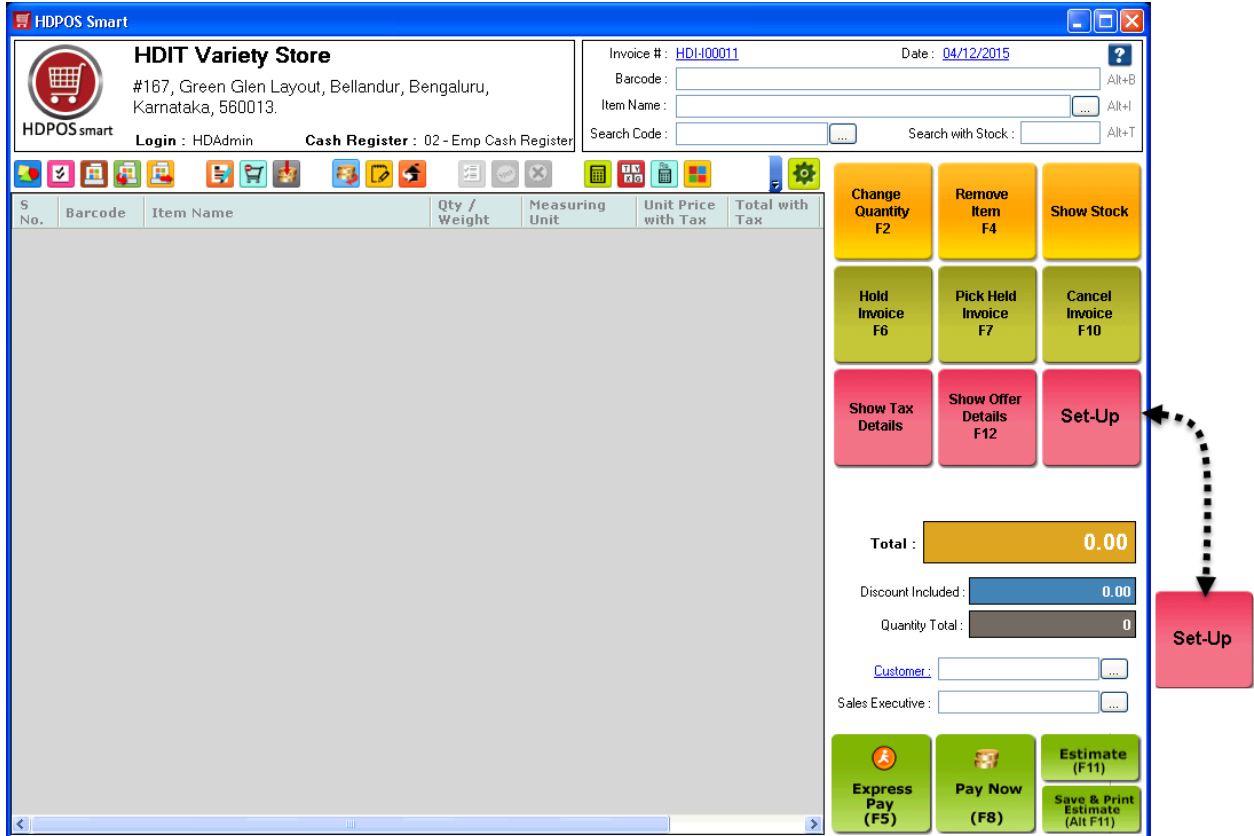 HDPOS Smart
HDPOS smart
HDIT Variety Store
#167, Green Glen Layout, Bellandur, Bengaluru,
Karnataka, 560013.
Login : HDAdmin Cash Register : 02 - Emp Cash Register
Invoice # : HDI-I00011 Date : 04/12/2015 ?
Barcode : Alt+B
Item Name : ... Alt+I
Search Code : ... Search with Stock : Alt+T
S No. Barcode Item Name Qty / Weight Measuring Unit Unit Price with Tax Total with Tax
Change
Quantity
F2
Remove
Item
F4
Show Stock
Hold
Invoice
F6
Pick Held
Invoice
F7
Cancel
Invoice
F10
Show Tax
Details
Show Offer
Details
F12
Set-Up
Total : 0.00
Discount Included : 0.00
Quantity Total : 0
Set-Up
Customer : ...
Sales Executive : ...
Express
Pay
(F5)
Pay Now
(F8)
Estimate
(F11)
Save & Print
Estimate
(Alt F11)